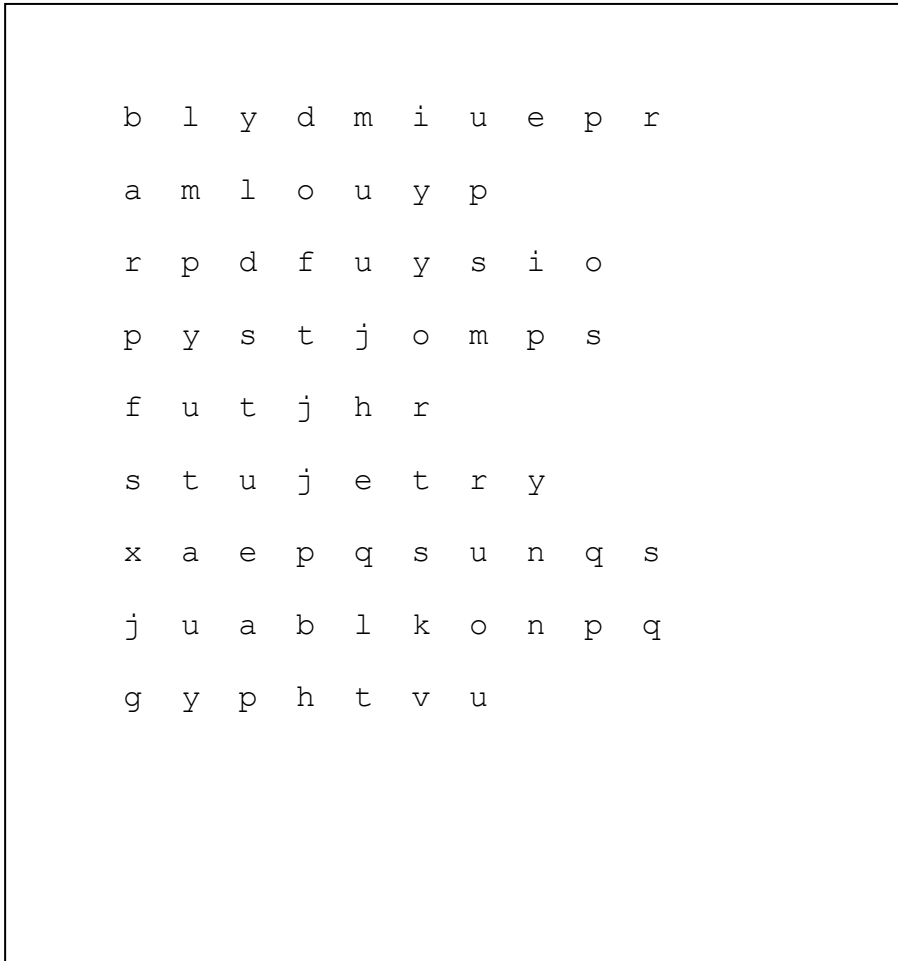 b l y d m i u e p r
a m l o u y p
r p d f u y s i o
p y s t j o m p s
f u t j h r
s t u j e t r y
x a e p q s u n q s
j u a b l k o n p q
g y p h t v u